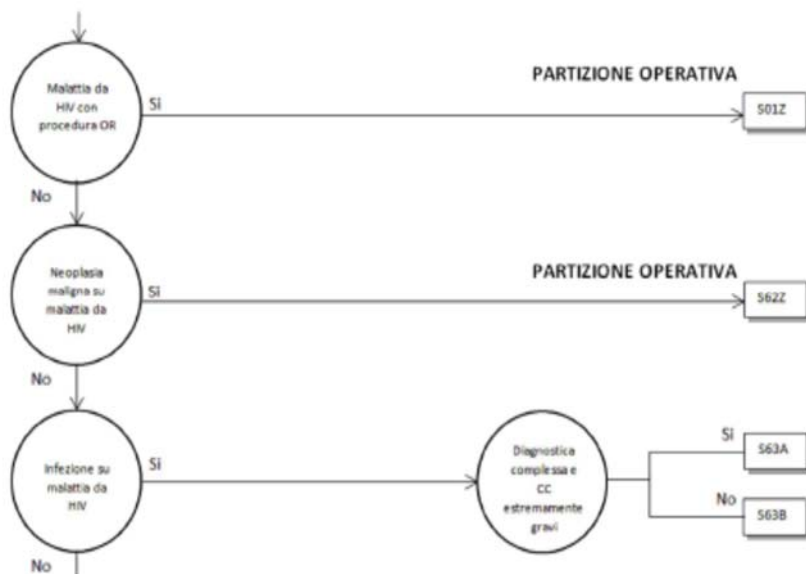 PARTIZIONE OPERATIVA
Malattia da
HIV con
procedura OR
Si
S01Z
No
PARTIZIONE OPERATIVA
Neoplasia
maligna su
malattia da
HIV
Si
S62Z
No
Infezione su
malattia da
HIV
Si
Diagnostica
complessa e
CC
estremamente
gravi
Si
S63A
No
S63B
No